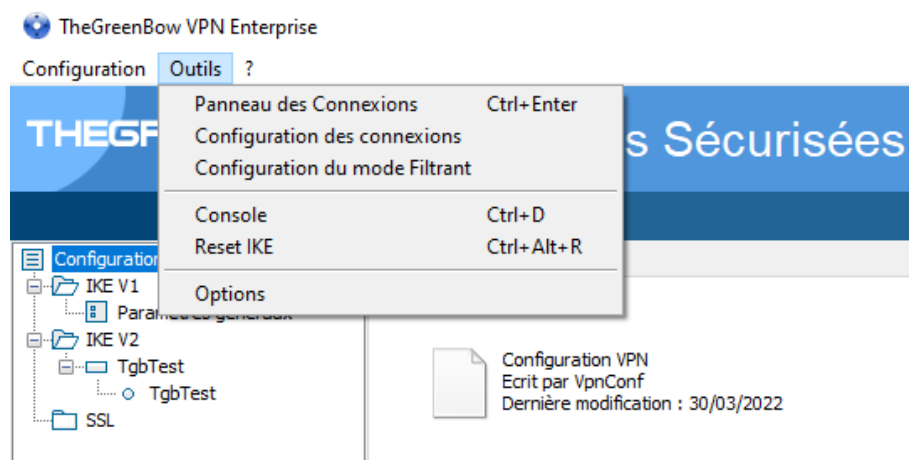 TheGreenBow VPN Enterprise
Configuration Outils ?
Panneau des Connexions Ctrl+Enter
Configuration des connexions
Configuration du mode Filtrant
Console Ctrl+D
Reset IKE Ctrl+Alt+R
Options
THEGR
s Sécurisées
Configuration
IKE V1
Paramètres généraux
IKE V2
TgbTest
TgbTest
SSL
Configuration VPN
Ecrit par VpnConf
Dernière modification : 30/03/2022